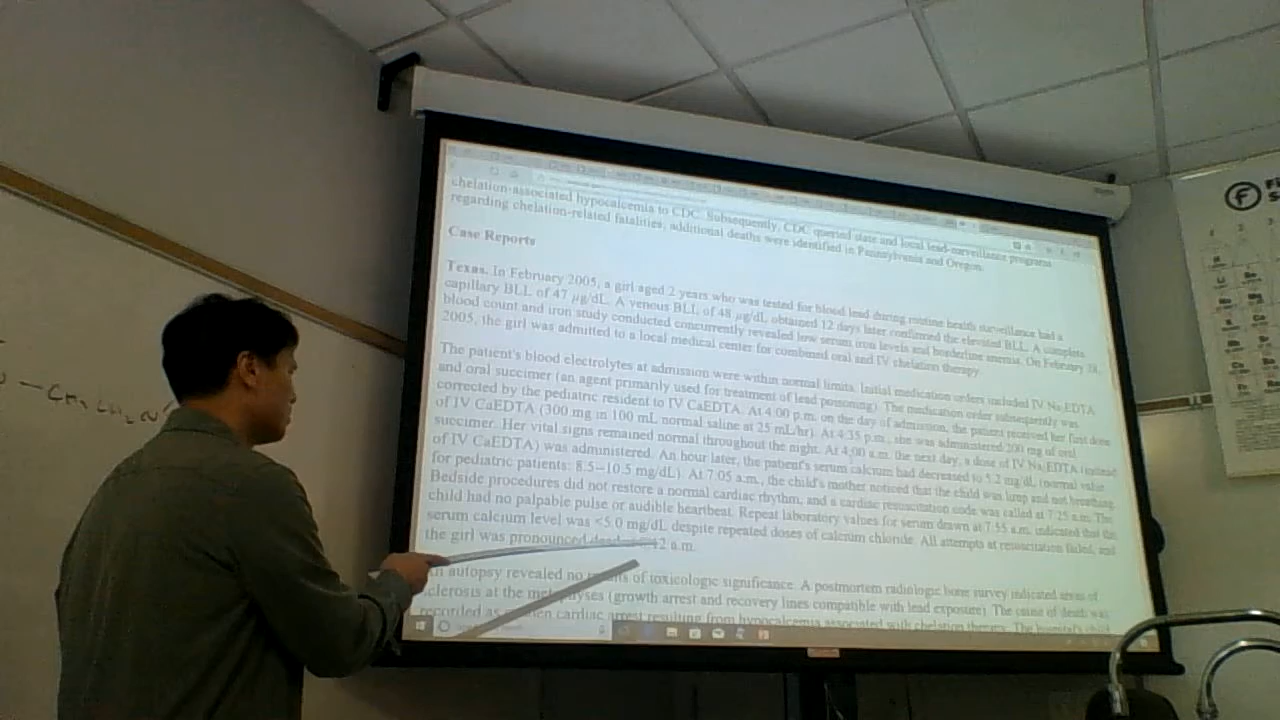 chelation-associated hypocalcemia to CDC. Subsequently, CDC queried state and local lead-surveillance programs
regarding chelation-related fatalities; additional deaths were identified in Pennsylvania and Oregon.
Case Reports
Texas. In February 2005, a girl aged 2 years who was tested for blood lead during routine health surveillance had a
capillary BLL of 47 µg/dL. A venous BLL of 48 µg/dL obtained 12 days later confirmed the elevated BLL. A complete
blood count and iron study conducted concurrently revealed low serum iron levels and borderline anemia. On February 28,
2005, the girl was admitted to a local medical center for combined oral and IV chelation therapy.
The patient's blood electrolytes at admission were within normal limits. Initial medication orders included IV Na2EDTA
and oral succimer (an agent primarily used for treatment of lead poisoning). The medication order subsequently was
corrected by the pediatric resident to IV CaEDTA. At 4:00 p.m. on the day of admission, the patient received her first dose
of IV CaEDTA (300 mg in 100 mL normal saline at 25 mL/hr). At 4:35 p.m., she was administered 200 mg of oral
succimer. Her vital signs remained normal throughout the night. At 4:00 a.m. the next day, a dose of IV Na2EDTA (instead
of IV CaEDTA) was administered. An hour later, the patient's serum calcium had decreased to 5.2 mg/dL (normal value
for pediatric patients: 8.5–10.5 mg/dL). At 7:05 a.m., the child's mother noticed that the child was limp and not breathing.
Bedside procedures did not restore a normal cardiac rhythm, and a cardiac resuscitation code was called at 7:25 a.m. The
child had no palpable pulse or audible heartbeat. Repeat laboratory values for serum drawn at 7:55 a.m. indicated that the
serum calcium level was <5.0 mg/dL despite repeated doses of calcium chloride. All attempts at resuscitation failed, and
the girl was pronounced dead 42 a.m.
autopsy revealed no of toxicologic significance. A postmortem radiologic bone survey indicated areas of
sclerosis at the (growth arrest and recovery lines compatible with lead exposure). The cause of death was
recorded as cardiac arrest resulting from hypocalcemia associated with chelation therapy. The